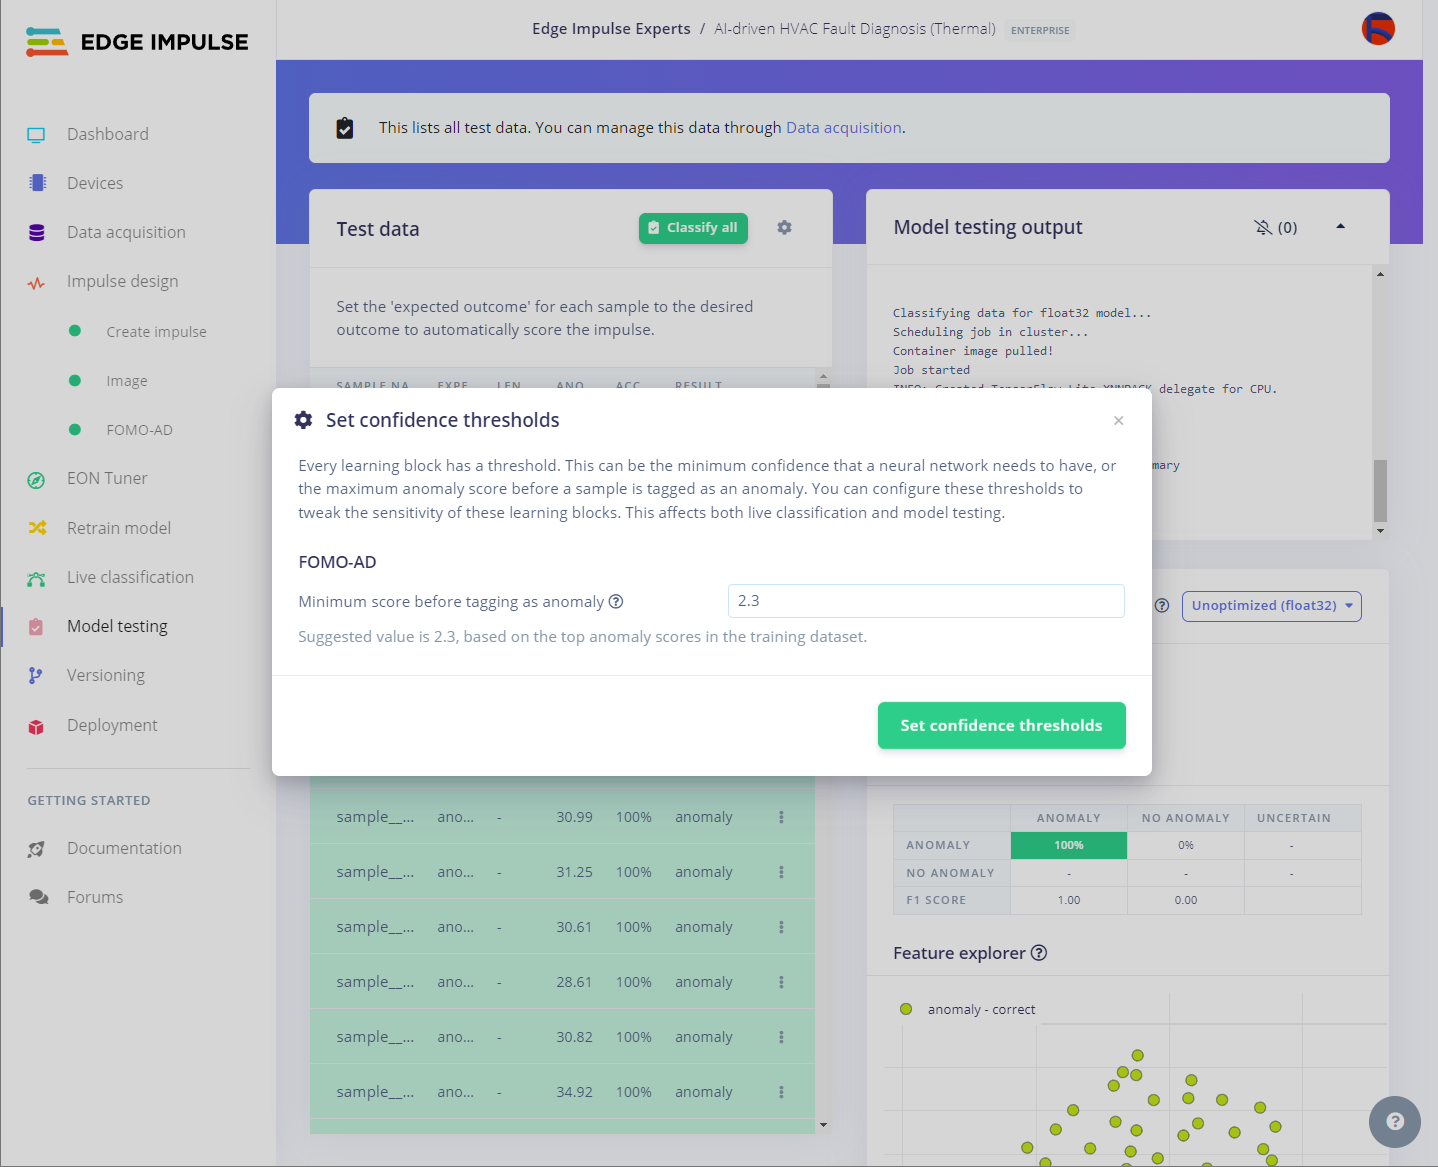 EDGE IMPULSE
Edge Impulse Experts / AI-driven HVAC Fault Diagnosis (Thermal) ENTERPRISE
Dashboard
Devices
Data acquisition
Impulse design
Create impulse
Image
FOMO-AD
EON Tuner
Retrain model
Live classification
Model testing
Versioning
Deployment
GETTING STARTED
Documentation
Forums
This lists all test data. You can manage this data through Data acquisition.
Test data
Classify all
Set the 'expected outcome' for each sample to the desired
outcome to automatically score the impulse.
SAMPLE NA EXPE LEN ANO ACC RESULT
Model testing output
(0)
Classifying data for float32 model...
Scheduling job in cluster...
Container image pulled!
Job started
INFO: Created TensorFlow Lite XNNPACK delegate for CPU.
mary
Set confidence thresholds
×
Every learning block has a threshold. This can be the minimum confidence that a neural network needs to have, or
the maximum anomaly score before a sample is tagged as an anomaly. You can configure these thresholds to
tweak the sensitivity of these learning blocks. This affects both live classification and model testing.
FOMO-AD
Minimum score before tagging as anomaly ?
2.3
Suggested value is 2.3, based on the top anomaly scores in the training dataset.
Set confidence thresholds
? Unoptimized (float32)
sample__... ano... - 30.99 100% anomaly
sample__... ano... - 31.25 100% anomaly
sample__... ano... - 30.61 100% anomaly
sample__... ano... - 28.61 100% anomaly
sample__... ano... - 30.82 100% anomaly
sample__... ano... - 34.92 100% anomaly
ANOMALY NO ANOMALY UNCERTAIN
ANOMALY 100% 0% -
NO ANOMALY - - -
F1 SCORE 1.00 0.00
Feature explorer ?
anomaly - correct
?